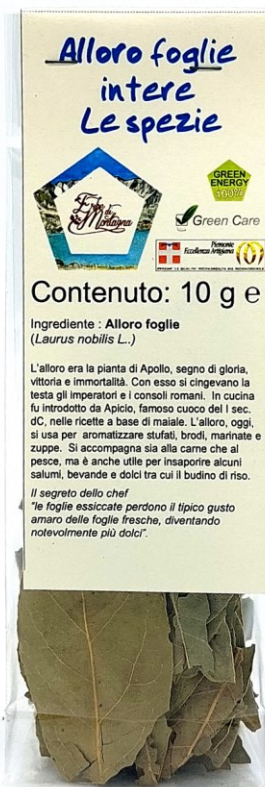 Alloro foglie
intere
Le spezie
Erbe di
Montagna
GREEN
ENERGY
100%
Green Care
Piemonte
Eccellenza Artigiana
Contenuto: 10 g e
Ingrediente : Alloro foglie
(Laurus nobilis L..)
L'alloro era la pianta di Apollo, segno di gloria,
vittoria e immortalità. Con esso si cingevano la
testa gli imperatori e i consoli romani. In cucina
fu introdotto da Apicio, famoso cuoco del I sec.
dC, nelle ricette a base di maiale. L'alloro, oggi,
si usa per aromatizzare stufati, brodi, marinate e
zuppe. Si accompagna sia alla carne che al
pesce, ma è anche utile per insaporire alcuni
salumi, bevande e dolci tra cui il budino di riso.
Il segreto dello chef
"le foglie essiccate perdono il tipico gusto
amaro delle foglie fresche, diventando
notevolmente più dolci".